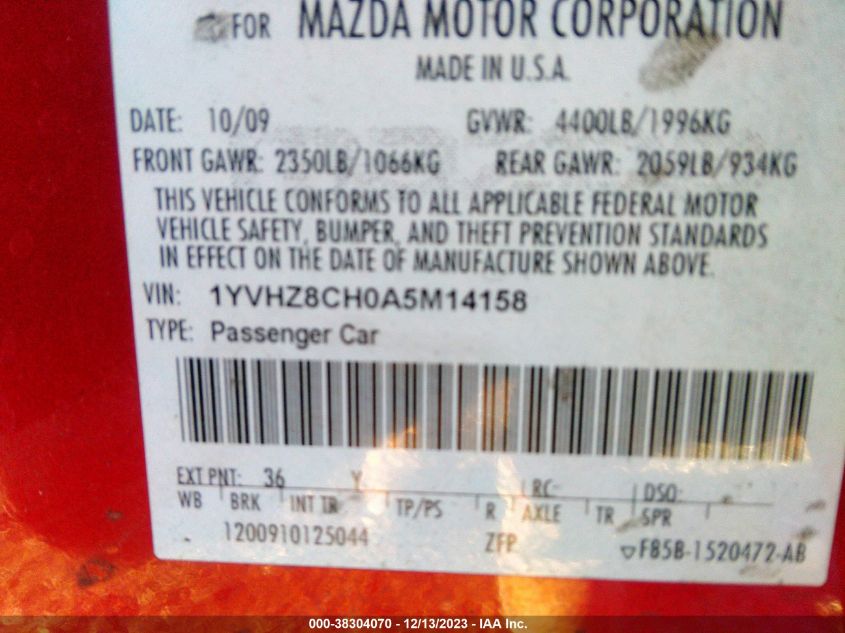 FOR MAZDA MOTOR CORPORATION
MADE IN U.S.A.
DATE: 10/09 GVWR: 4400LB/1996KG
FRONT GAWR: 2350LB/1066KG REAR GAWR: 2059LB/934KG
THIS VEHICLE CONFORMS TO ALL APPLICABLE FEDERAL MOTOR
VEHICLE SAFETY, BUMPER, AND THEFT PREVENTION STANDARDS
IN EFFECT ON THE DATE OF MANUFACTURE SHOWN ABOVE.
VIN: 1YVHZ8CH0A5M14158
TYPE: Passenger Car
EXT PNT: 36 Y RC: DSO:
WB BRK INT TR TP/PS R AXLE TR SPR
1200910125044 ZFP F85B-1520472-AB
000-38304070 - 12/13/2023 - IAA Inc.